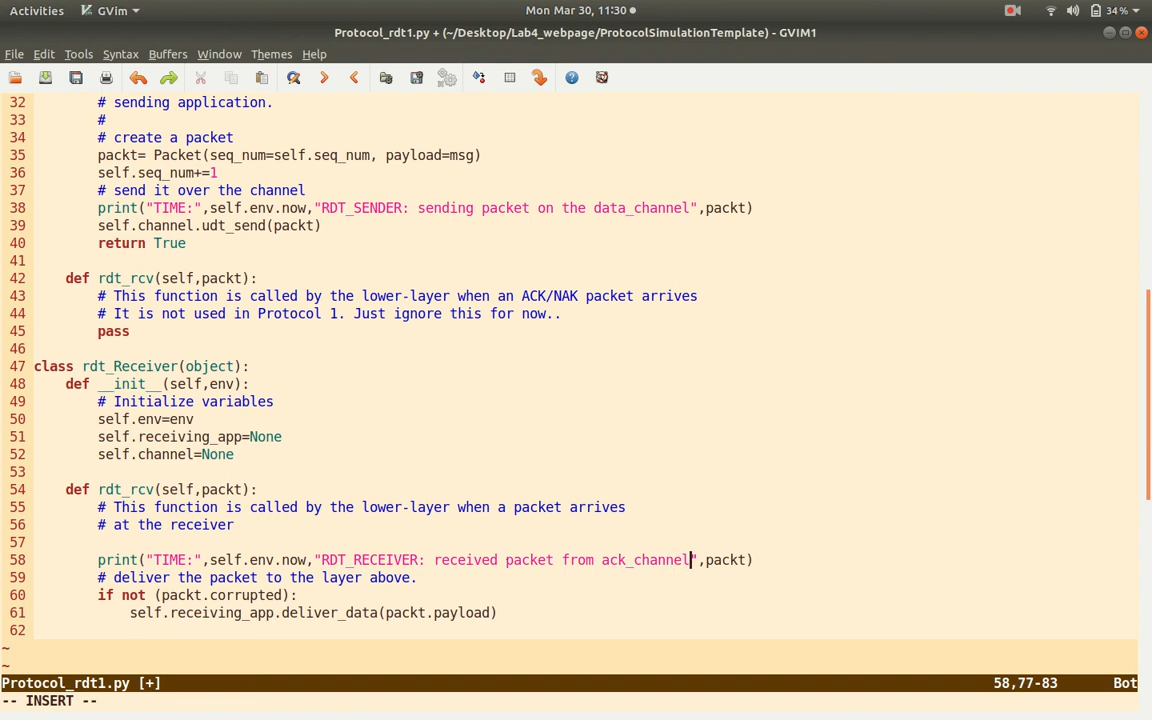 Activities GVim Mon Mar 30, 11:30 34%
Protocol_rdt1.py + (~/Desktop/Lab4_webpage/ProtocolSimulationTemplate) - GVIM1
File Edit Tools Syntax Buffers Window Themes Help
32         # sending application.
33         #
34         # create a packet
35         packt= Packet(seq_num=self.seq_num, payload=msg)
36         self.seq_num+=1
37         # send it over the channel
38         print("TIME:",self.env.now,"RDT_SENDER: sending packet on the data_channel",packt)
39         self.channel.udt_send(packt)
40         return True
41
42     def rdt_rcv(self,packt):
43         # This function is called by the lower-layer when an ACK/NAK packet arrives
44         # It is not used in Protocol 1. Just ignore this for now..
45         pass
46
47 class rdt_Receiver(object):
48     def __init__(self,env):
49         # Initialize variables
50         self.env=env
51         self.receiving_app=None
52         self.channel=None
53
54     def rdt_rcv(self,packt):
55         # This function is called by the lower-layer when a packet arrives
56         # at the receiver
57
58         print("TIME:",self.env.now,"RDT_RECEIVER: received packet from ack_channel",packt)
59         # deliver the packet to the layer above.
60         if not (packt.corrupted):
61             self.receiving_app.deliver_data(packt.payload)
62
~
~
Protocol_rdt1.py [+] 58,77-83 Bot
-- INSERT --